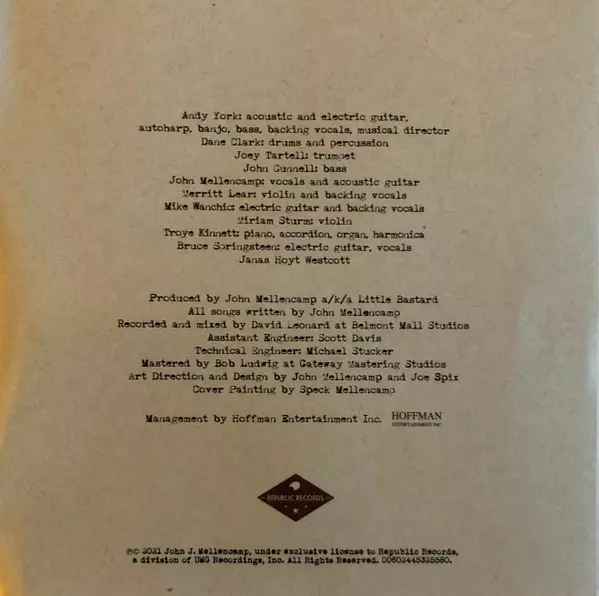 Andy York: acoustic and electric guitar,
autoharp, banjo, bass, backing vocals, musical director
Dane Clark: drums and percussion
Joey Tartell: trumpet
John Gunnell: bass
John Mellencamp: vocals and acoustic guitar
Merritt Lear: violin and backing vocals
Mike Wanchic: electric guitar and backing vocals
Miriam Sturm: violin
Troye Kinnett: piano, accordion, organ, harmonica
Bruce Springsteen: electric guitar, vocals
Janas Hoyt Westcott
Produced by John Mellencamp a/k/a Little Bastard
All songs written by John Mellencamp
Recorded and mixed by David Leonard at Belmont Mall Studios
Assistant Engineer: Scott Davis
Technical Engineer: Michael Stucker
Mastered by Bob Ludwig at Gateway Mastering Studios
Art Direction and Design by John Mellencamp and Joe Spix
Cover Painting by Speck Mellencamp
Management by Hoffman Entertainment Inc. HOFFMAN
ENTERTAINMENT INC.
REPUBLIC RECORDS
℗© 2021 John J. Mellencamp, under exclusive license to Republic Records,
a division of UMG Recordings, Inc. All Rights Reserved. 00602445325580.